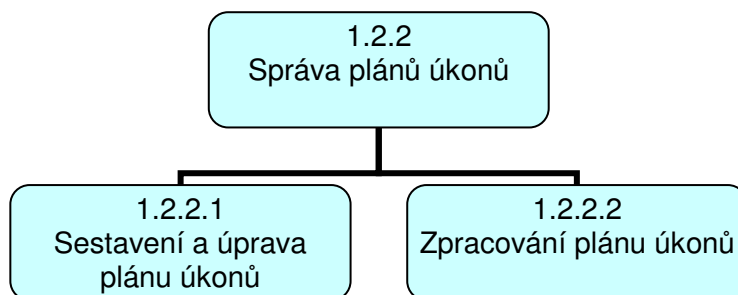 1.2.2
Správa plánů úkonů
1.2.2.1
Sestavení a úprava
plánu úkonů
1.2.2.2
Zpracování plánu úkonů